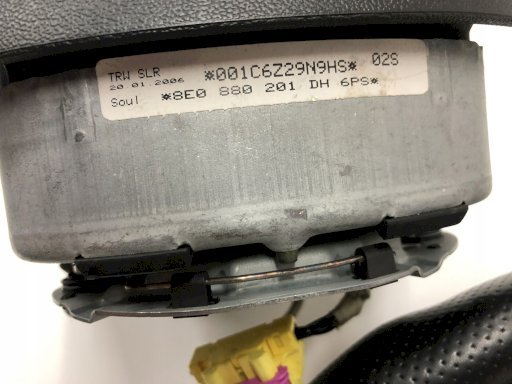 TRW SLR *001C6Z29N9HS* 02S
20 01.2006
Soul *8E0 880 201 DH 6PS*